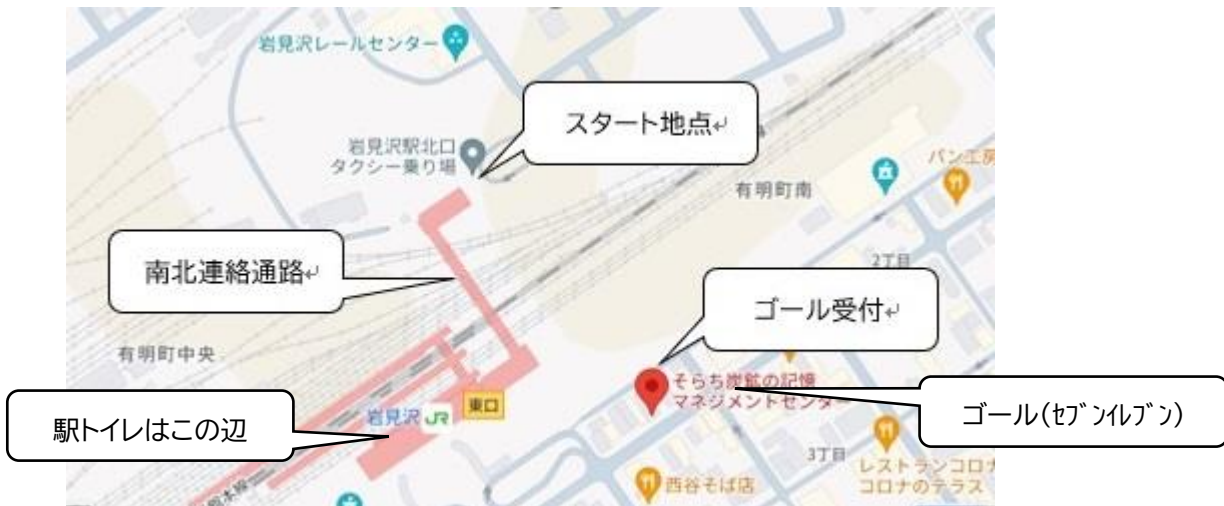 岩見沢レールセンター
スタート地点↵
岩見沢駅北口
タクシー乗り場
パン工房
有明町南
南北連絡通路↵
2丁目
ゴール受付↵
有明町中央
そらち炭鉱の記憶
マネジメントセンタ
東口
岩見沢 JR
駅トイレはこの辺
ゴール(ｾﾌﾞﾝｲﾚﾌﾞﾝ)
3丁目
レストランコロナ
コロナのテラス
西谷そば店